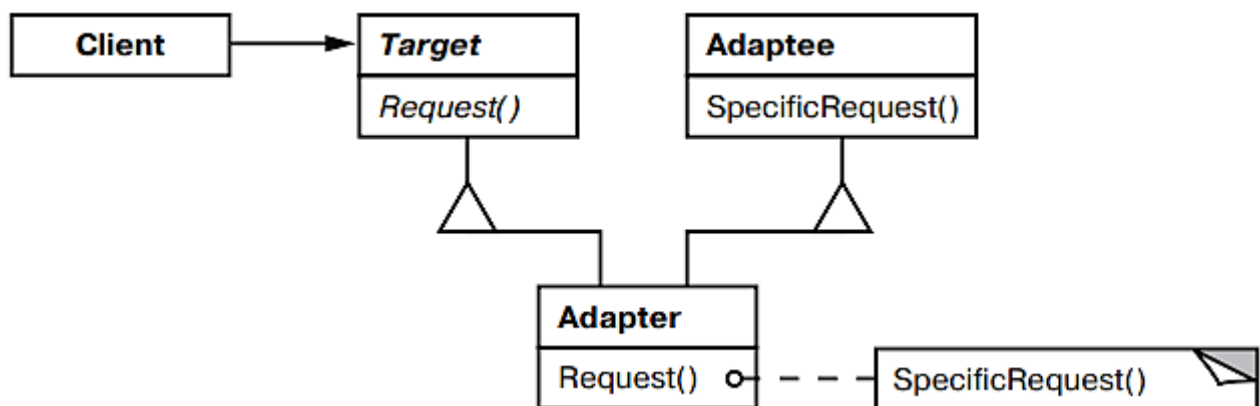 Client
Target
Adaptee
Request()
SpecificRequest()
Adapter
Request()
SpecificRequest()